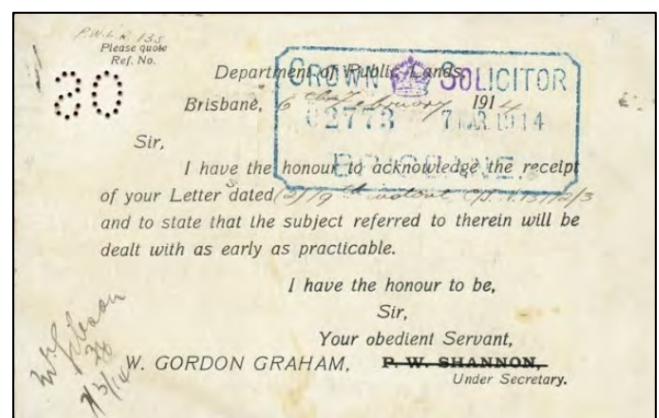 P.W.L.R. 135
Please quote
Ref. No.
CROWN SOLICITOR
Department of Public Lands,
Brisbane, 6 1914
02773 7 MAR. 1914
BRISBANE.
Sir,
I have the honour to acknowledge the receipt
of your Letters dated
and to state that the subject referred to therein will be
dealt with as early as practicable.
I have the honour to be,
Sir,
Your obedient Servant,
W. GORDON GRAHAM, P. W. SHANNON,
Under Secretary.